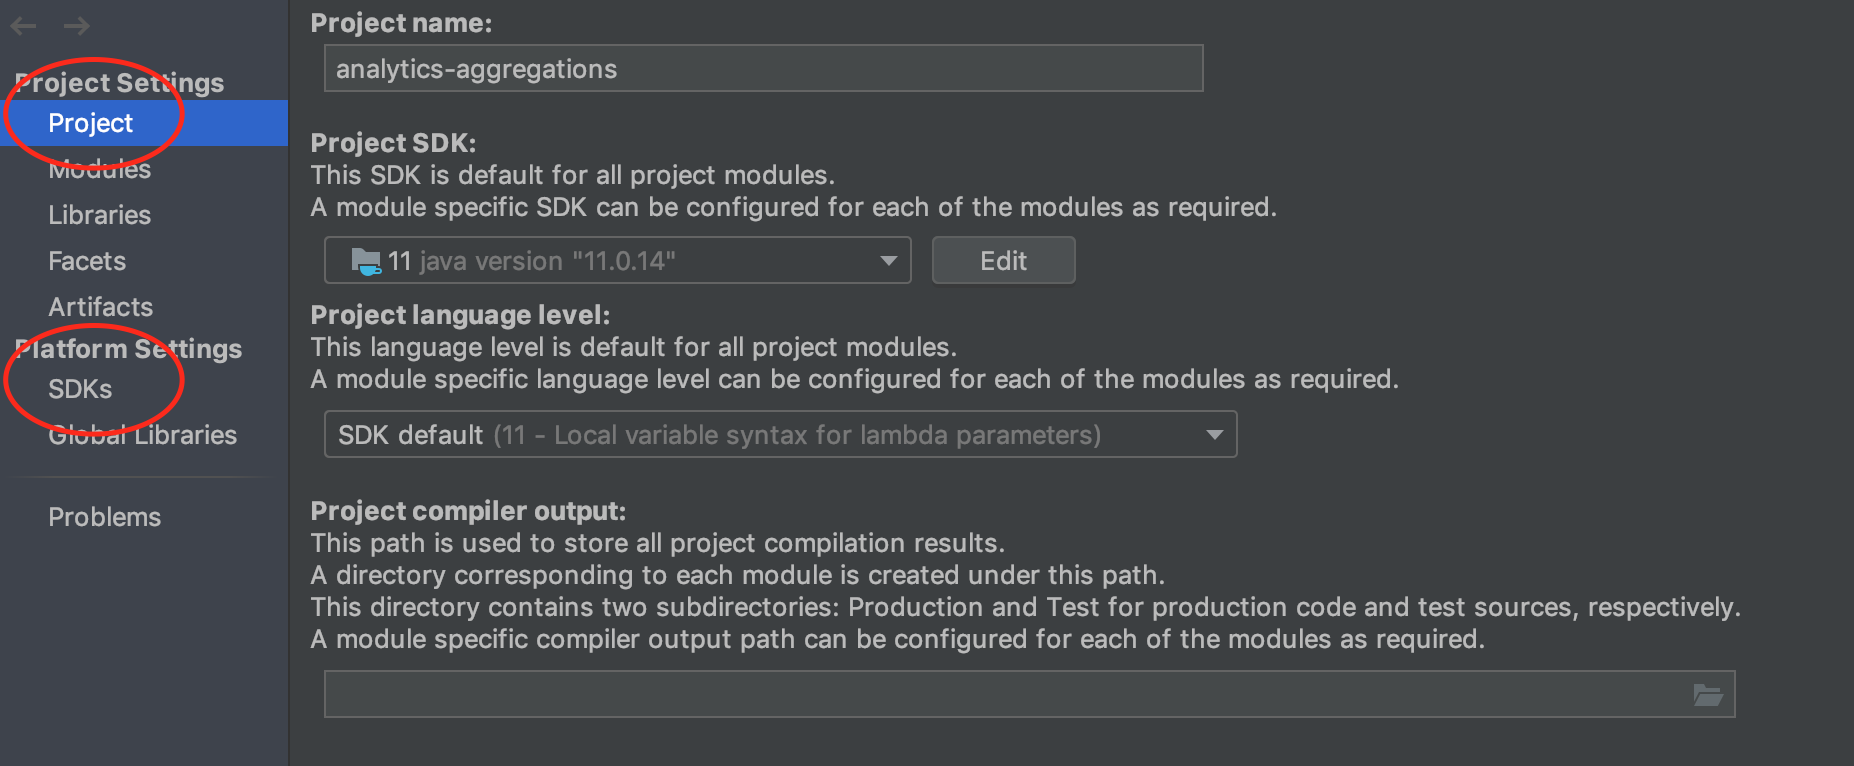 Project Settings
Project
Modules
Libraries
Facets
Artifacts
Platform Settings
SDKs
Global Libraries
Problems
Project name:
analytics-aggregations
Project SDK:
This SDK is default for all project modules.
A module specific SDK can be configured for each of the modules as required.
11 java version "11.0.14"
Edit
Project language level:
This language level is default for all project modules.
A module specific language level can be configured for each of the modules as required.
SDK default (11 - Local variable syntax for lambda parameters)
Project compiler output:
This path is used to store all project compilation results.
A directory corresponding to each module is created under this path.
This directory contains two subdirectories: Production and Test for production code and test sources, respectively.
A module specific compiler output path can be configured for each of the modules as required.